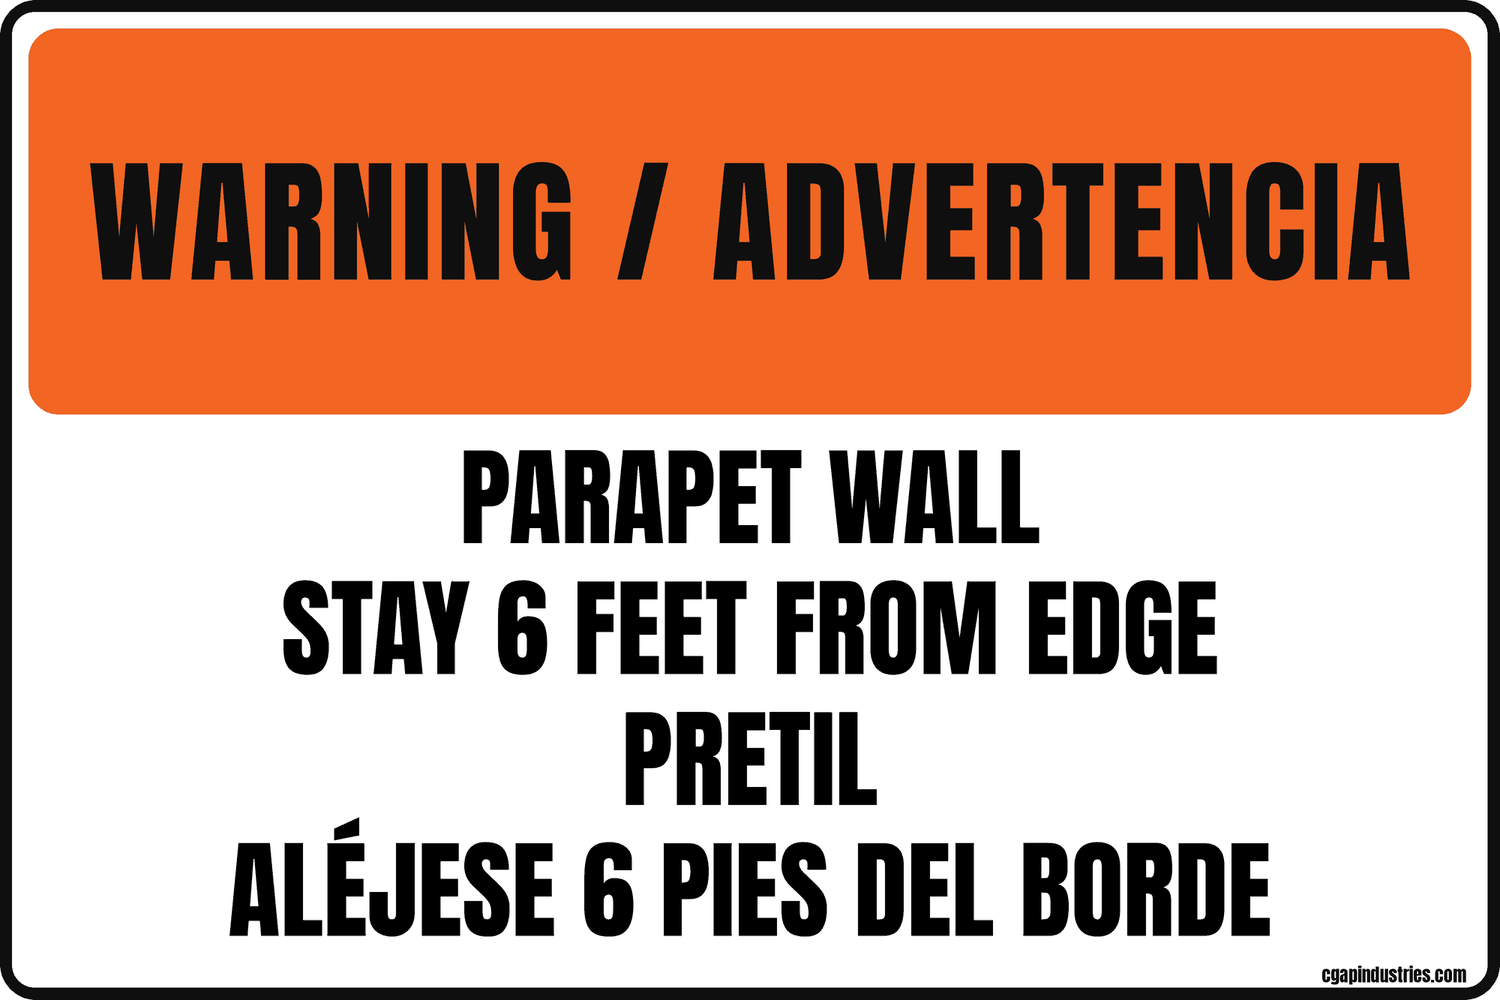 WARNING / ADVERTENCIA
PARAPET WALL
STAY 6 FEET FROM EDGE
PRETIL
ALÉJESE 6 PIES DEL BORDE
cgapindustries.com